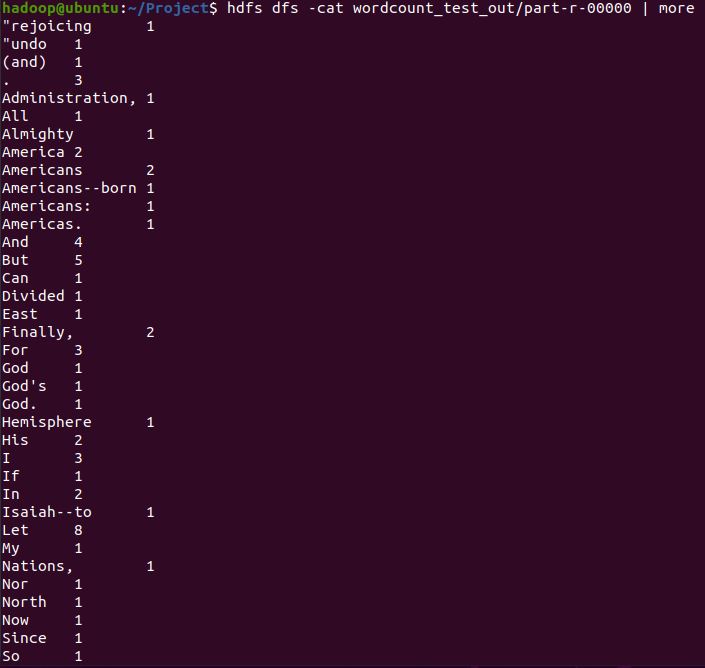 hadoop@ubuntu:~/Project$ hdfs dfs -cat wordcount_test_out/part-r-00000 | more
"rejoicing 1
"undo 1
(and) 1
. 3
Administration, 1
All 1
Almighty 1
America 2
Americans 2
Americans--born 1
Americans: 1
Americas. 1
And 4
But 5
Can 1
Divided 1
East 1
Finally, 2
For 3
God 1
God's 1
God. 1
Hemisphere 1
His 2
I 3
If 1
In 2
Isaiah--to 1
Let 8
My 1
Nations, 1
Nor 1
North 1
Now 1
Since 1
So 1